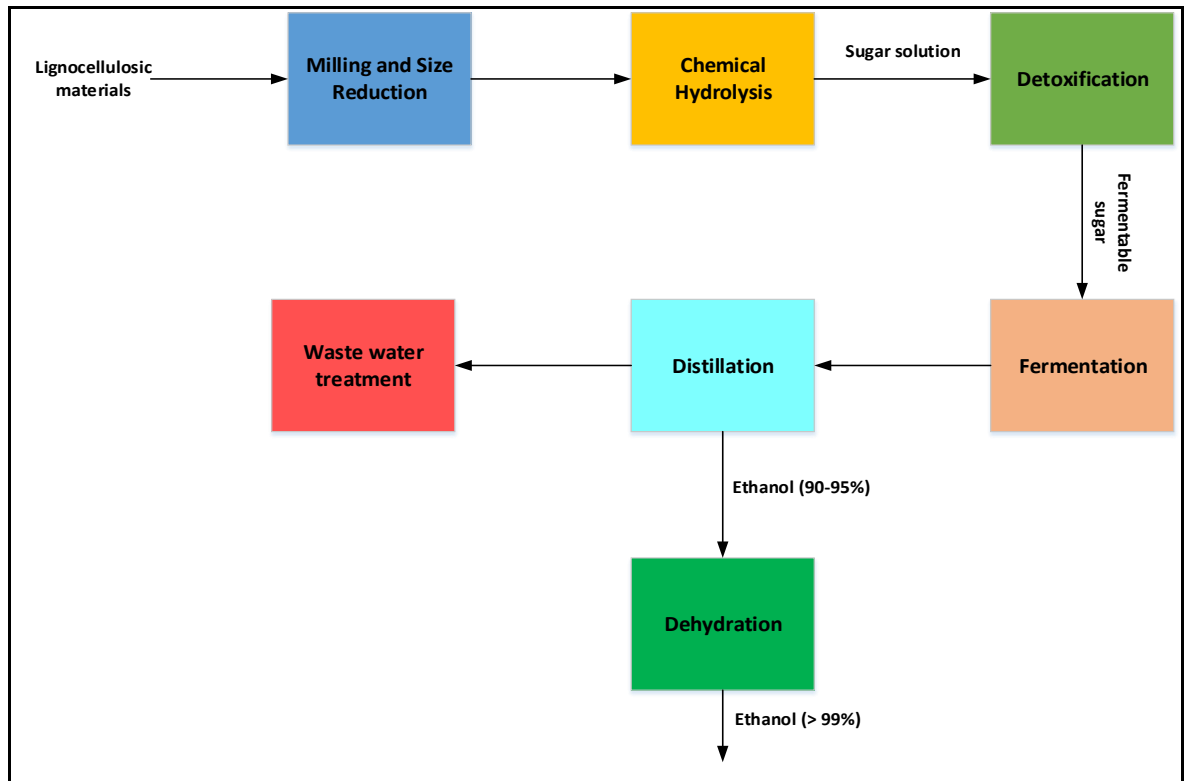 Lignocellulosic
materials
Milling and Size
Reduction
Chemical
Hydrolysis
Sugar solution
Detoxification
Fermentable
sugar
Waste water
treatment
Distillation
Fermentation
Ethanol (90-95%)
Dehydration
Ethanol (> 99%)